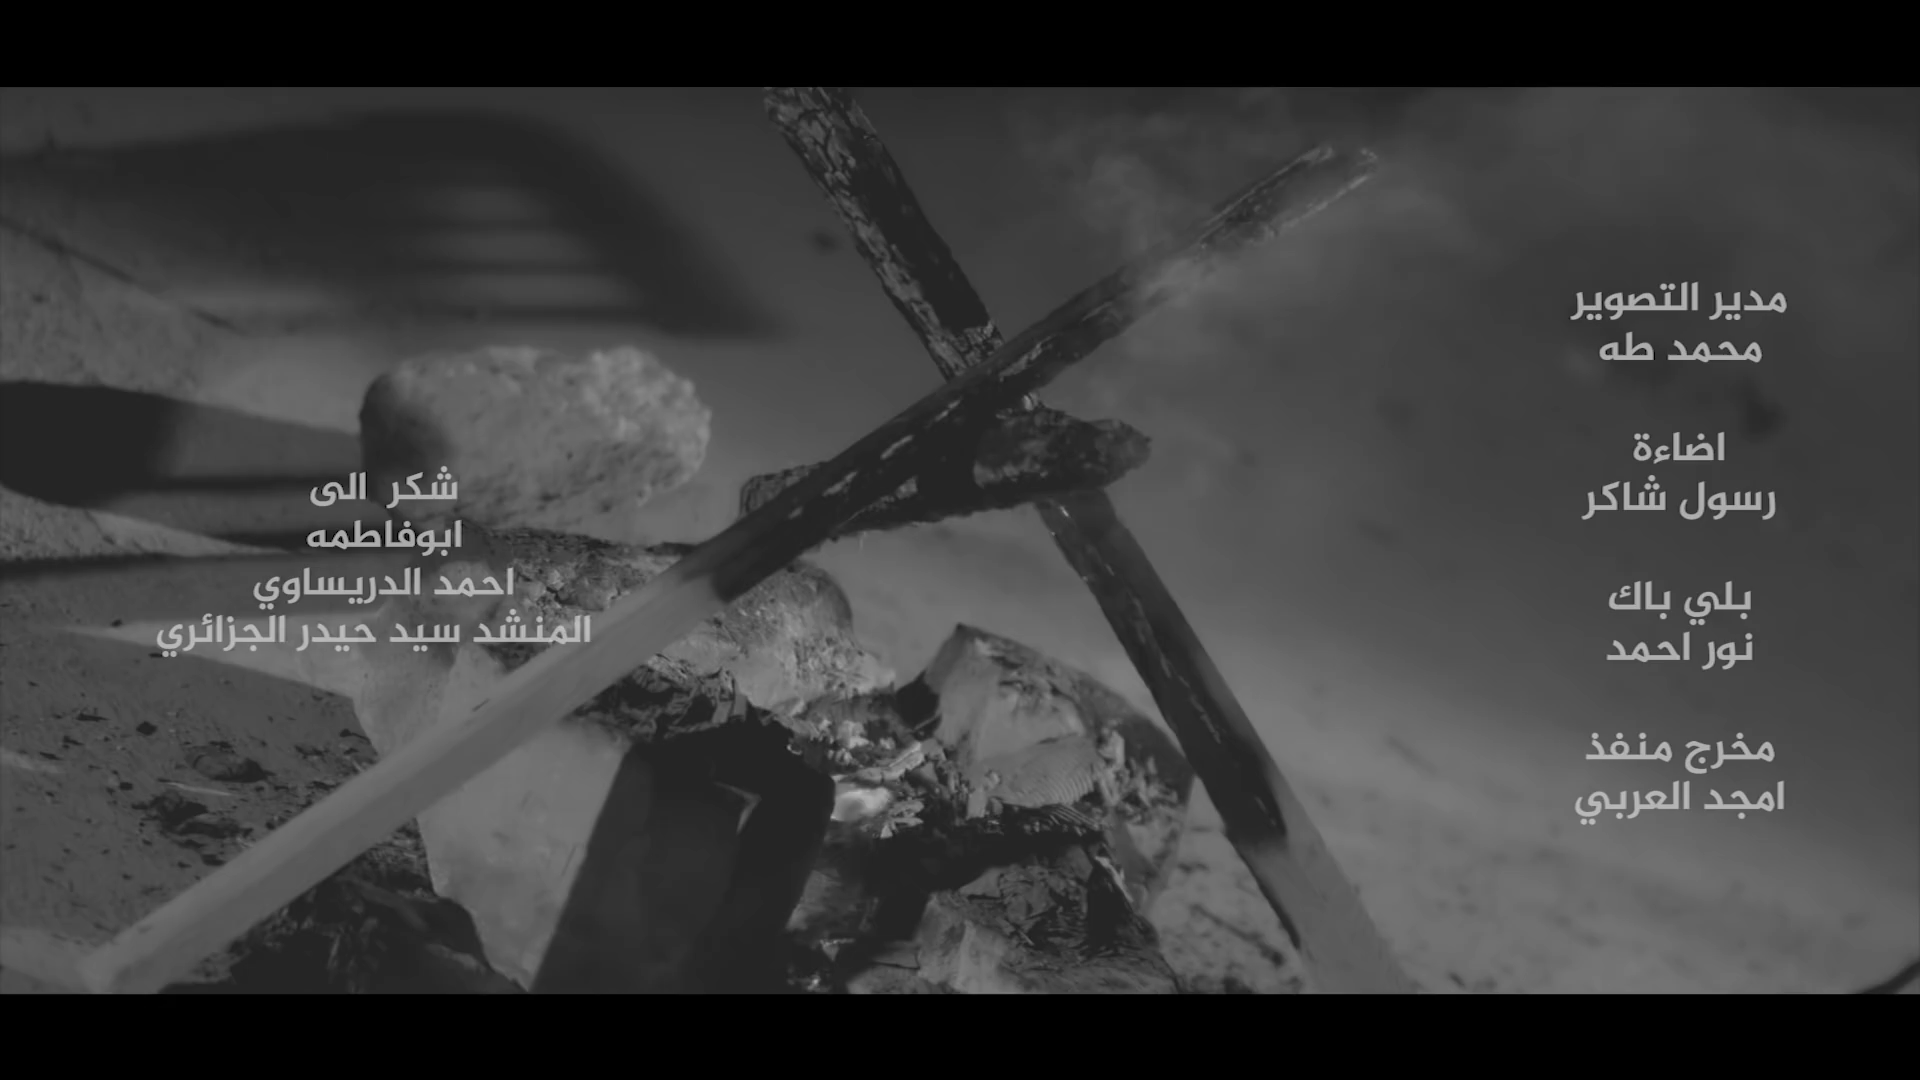 مدير التصوير
محمد طه
اضاءة
رسول شاكر
بلي باك
نور احمد
مخرج منفذ
امجد العربي
شكر الى
ابوفاطمه
احمد الدريساوي
المنشد سيد حيدر الجزائري